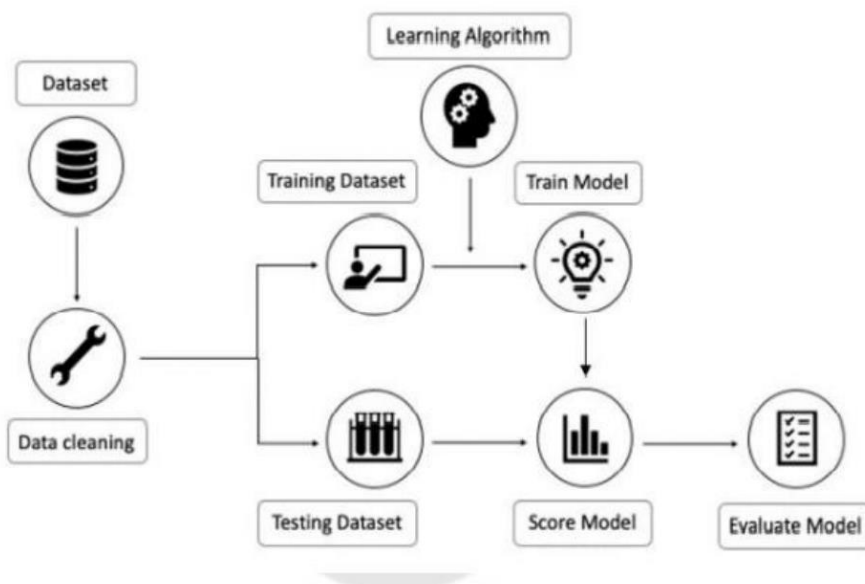 Learning Algorithm
Dataset
Training Dataset
Train Model
Data cleaning
Testing Dataset
Score Model
Evaluate Model